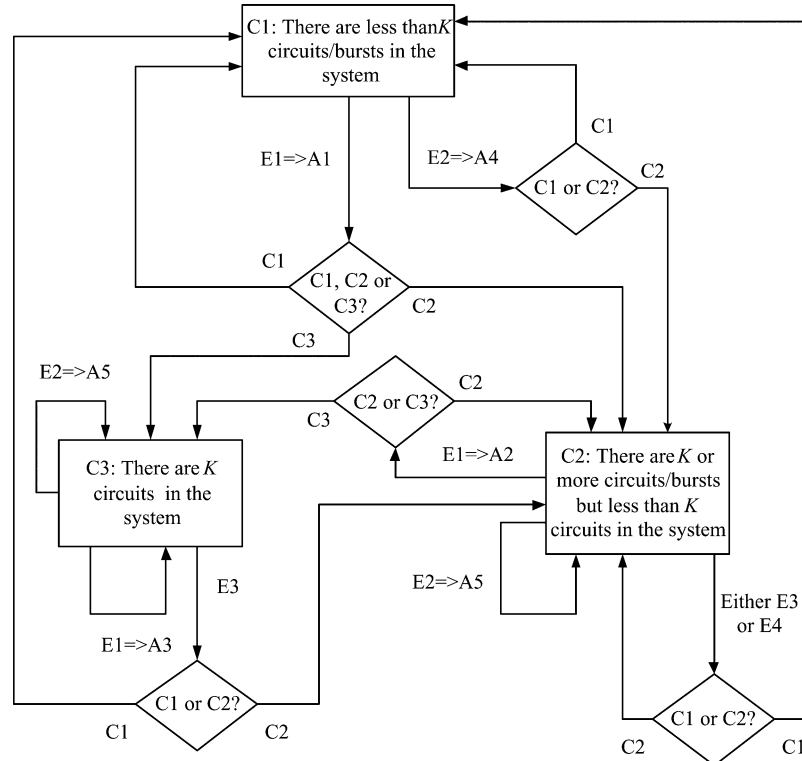 C1: There are less than K
circuits/bursts in the
system
E1=>A1
E2=>A4
C1
C2
C1 or C2?
C1
C1, C2 or
C3?
C2
C3
E2=>A5
C2
C2 or C3?
C3
E1=>A2
C3: There are K
circuits in the
system
C2: There are K or
more circuits/bursts
but less than K
circuits in the system
E2=>A5
E3
E1=>A3
Either E3
or E4
C1 or C2?
C1
C2
C1 or C2?
C2
C1